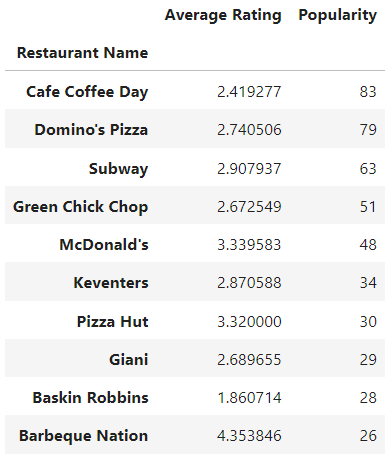 Average Rating Popularity
Restaurant Name
Cafe Coffee Day 2.419277 83
Domino's Pizza 2.740506 79
Subway 2.907937 63
Green Chick Chop 2.672549 51
McDonald's 3.339583 48
Keventers 2.870588 34
Pizza Hut 3.320000 30
Giani 2.689655 29
Baskin Robbins 1.860714 28
Barbeque Nation 4.353846 26